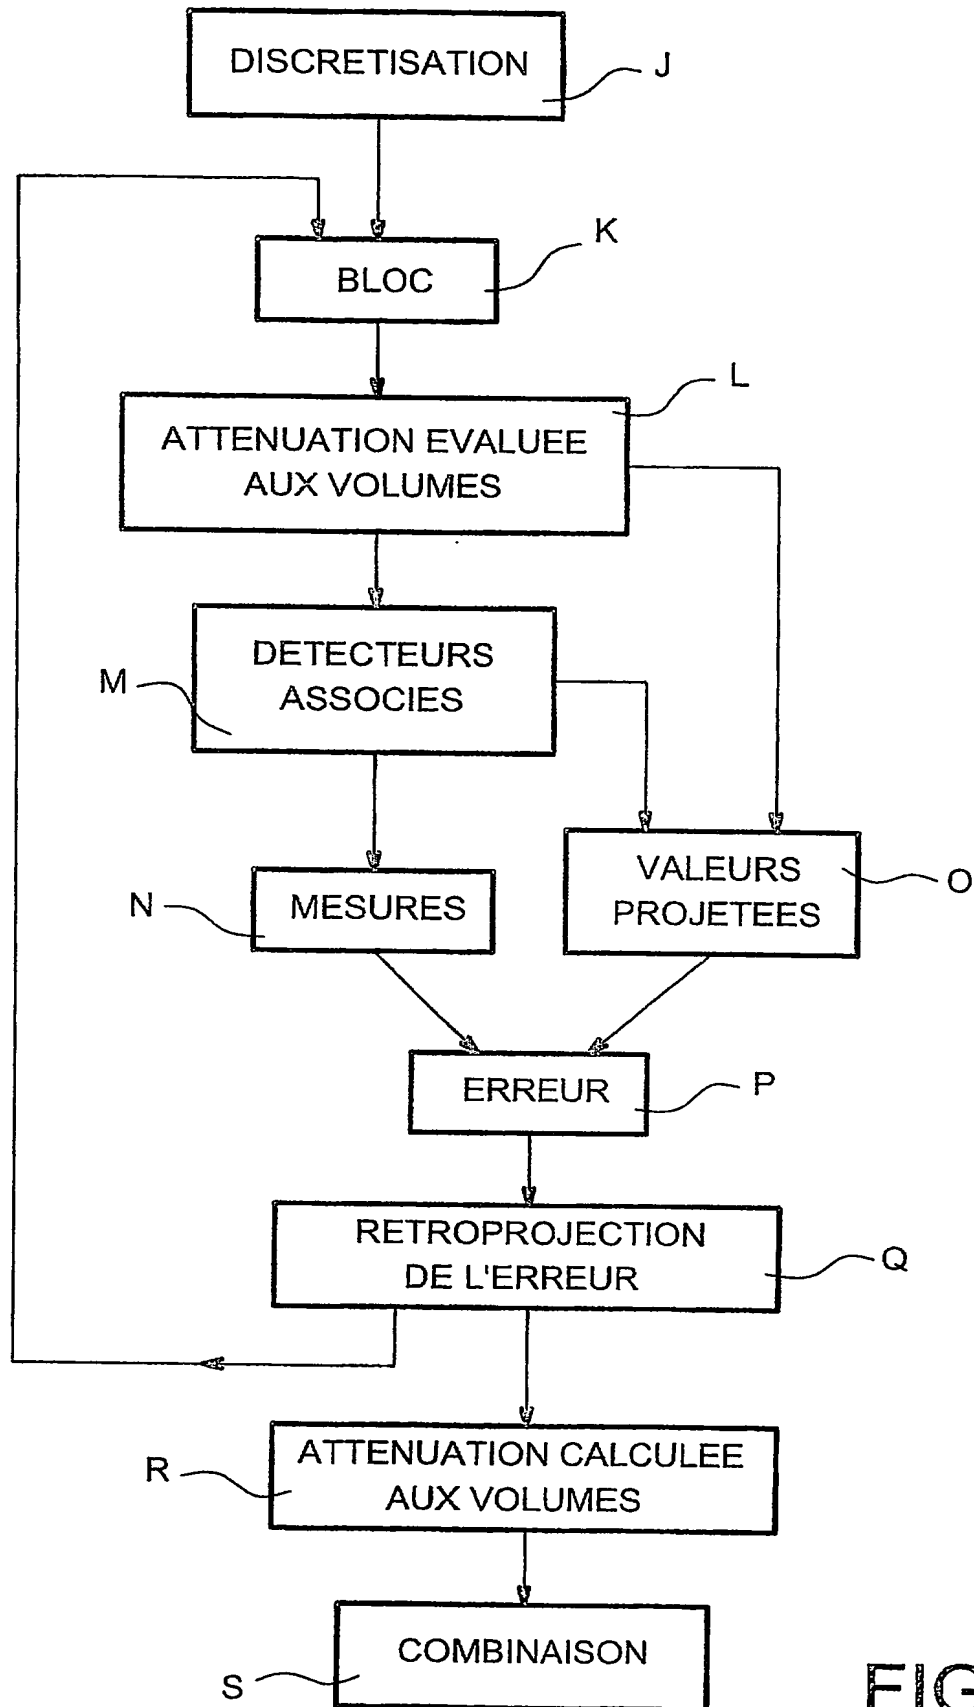 DISCRETISATION
J
K
BLOC
L
ATTENUATION EVALUEE
AUX VOLUMES
DETECTEURS
ASSOCIES
M
VALEURS
PROJETEES
O
N
MESURES
ERREUR
P
RETROPROJECTION
DE L'ERREUR
Q
ATTENUATION CALCULEE
AUX VOLUMES
R
COMBINAISON
S
FIG